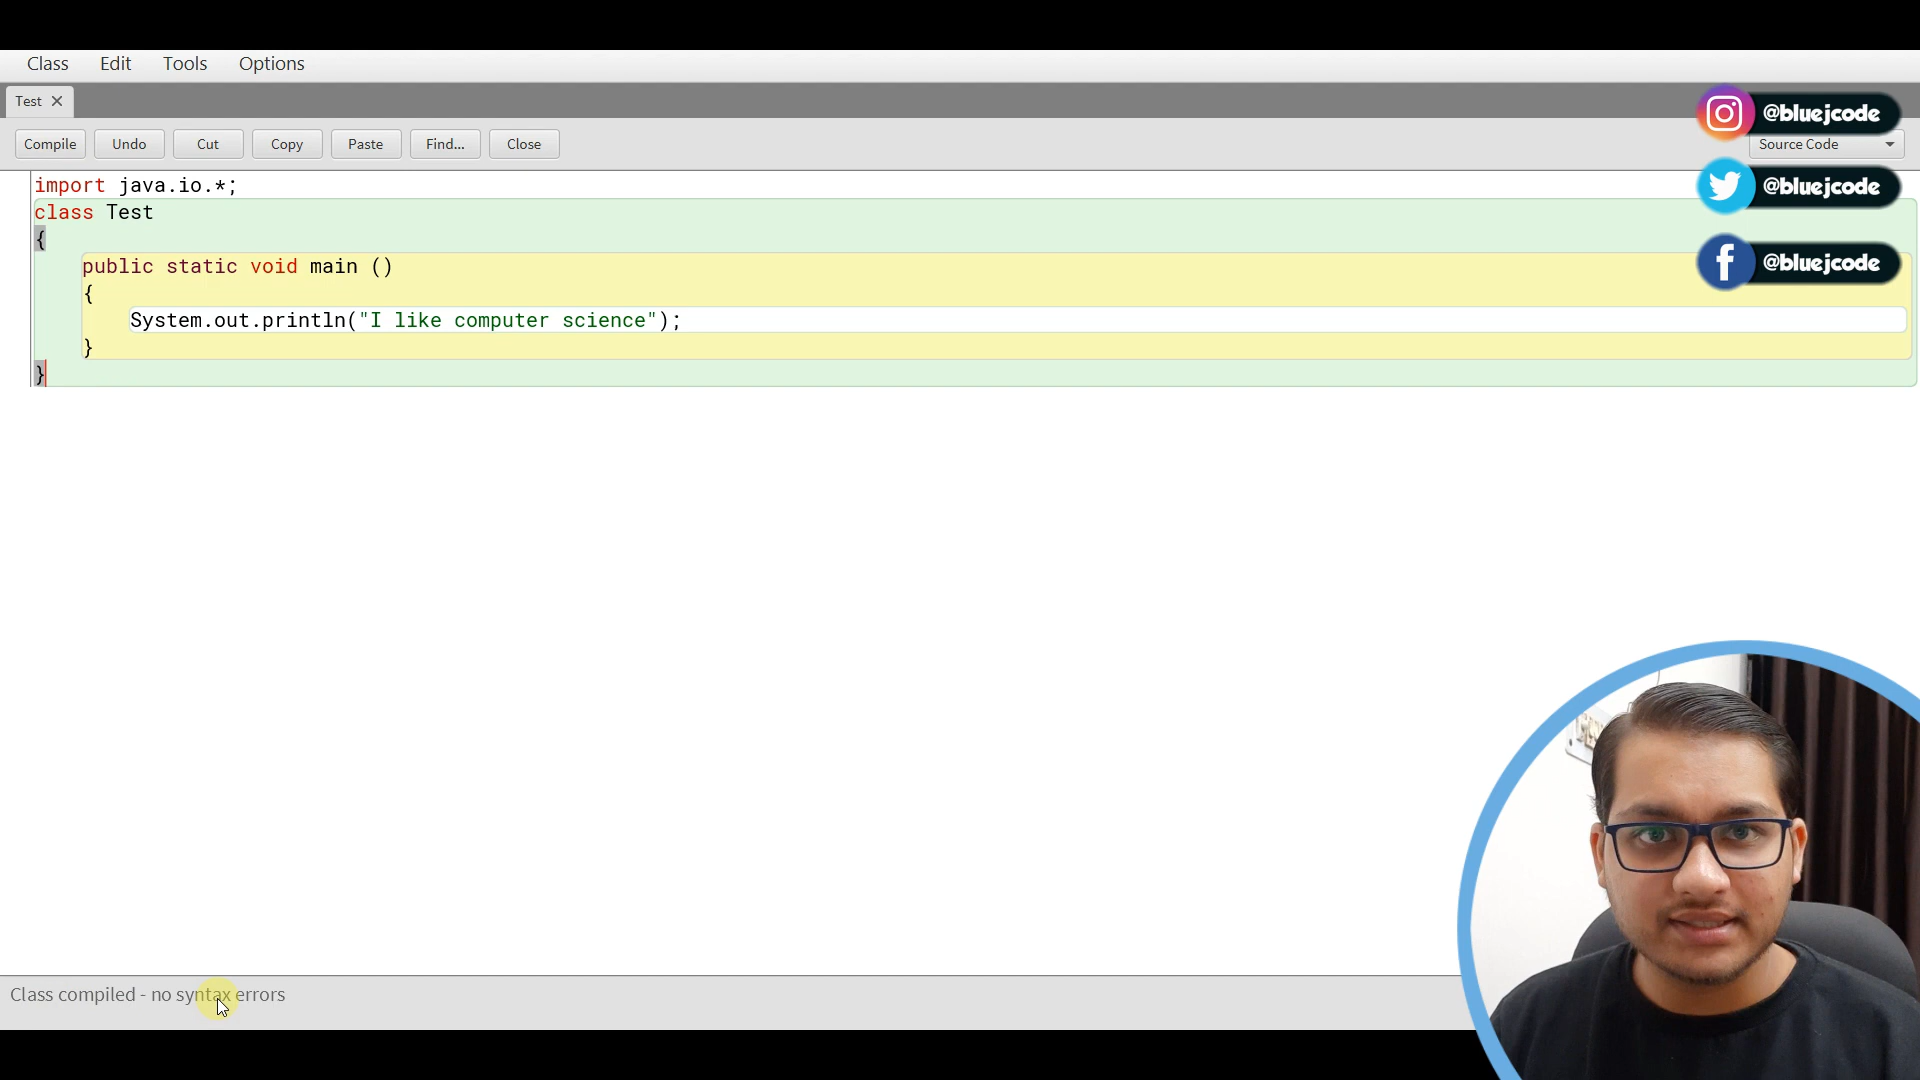 Class Edit Tools Options
Test
Compile Undo Cut Copy Paste Find... Close
Source Code
@bluejcode
@bluejcode
@bluejcode
import java.io.*;
class Test
{
public static void main ()
{
System.out.println("I like computer science");
}
}
Class compiled - no syntax errors